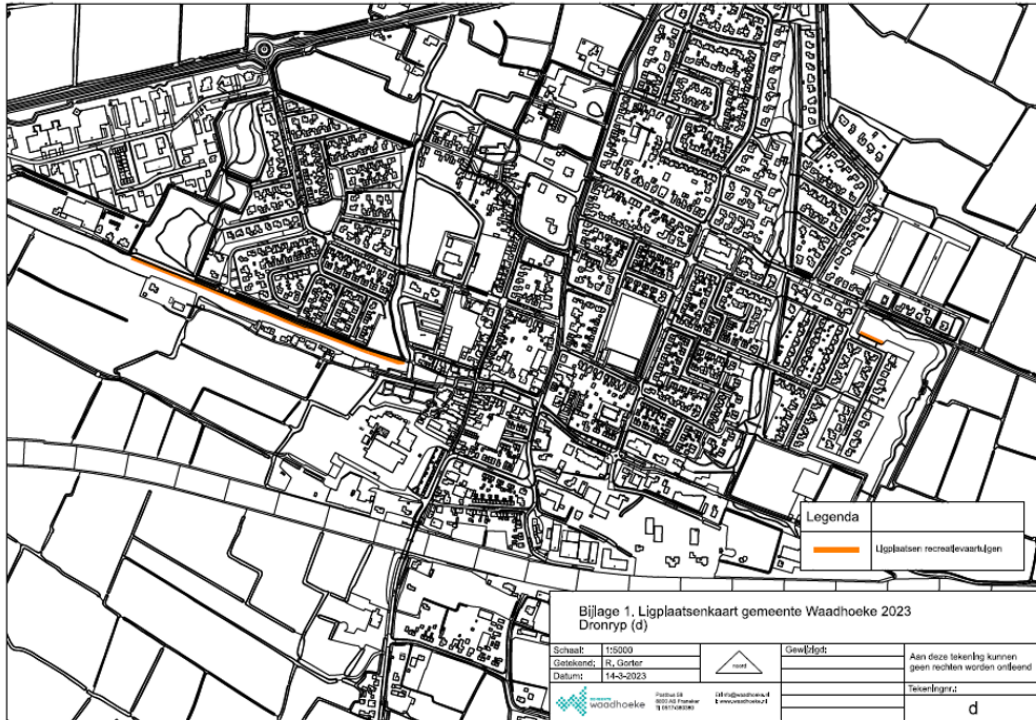 Legenda
Ligplaatsen recreatievaartuigen
Bijlage 1. Ligplaatsenkaart gemeente Waadhoeke 2023
Dronryp (d)
Schaal: 1:5000
Getekend: R. Gorter
Datum: 14-3-2023
noord
Gewijzigd:
Aan deze tekening kunnen
geen rechten worden ontleend
Tekeningnr.:
d
waadhoeke
Postbus 58
8800 AB Franeker